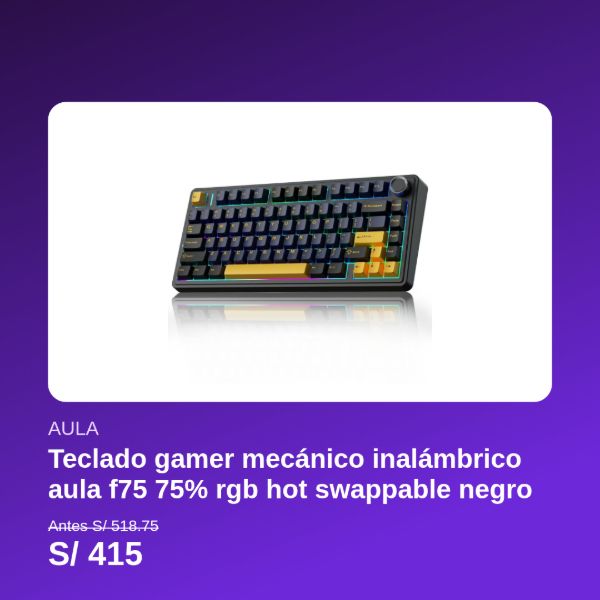 AULA
Teclado gamer mecánico inalámbrico
aula f75 75% rgb hot swappable negro
Antes S/ 518.75
S/ 415